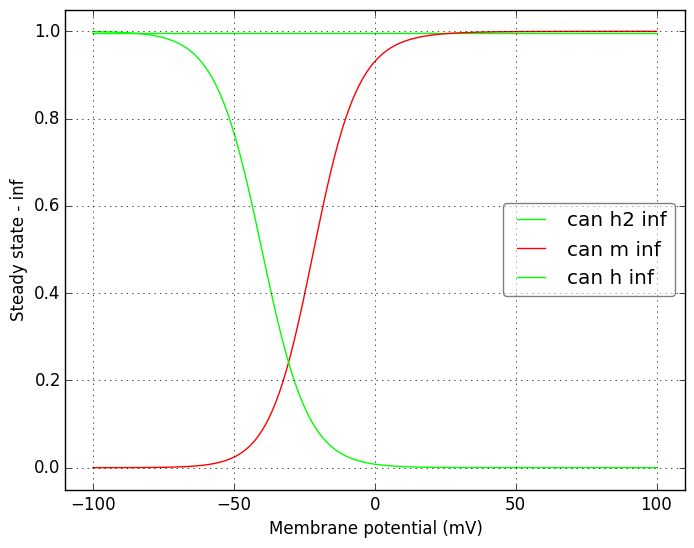 1.0
0.8
0.6
0.4
0.2
0.0
Steady state - inf
can h2 inf
can m inf
can h inf
−100
−50
0
50
100
Membrane potential (mV)